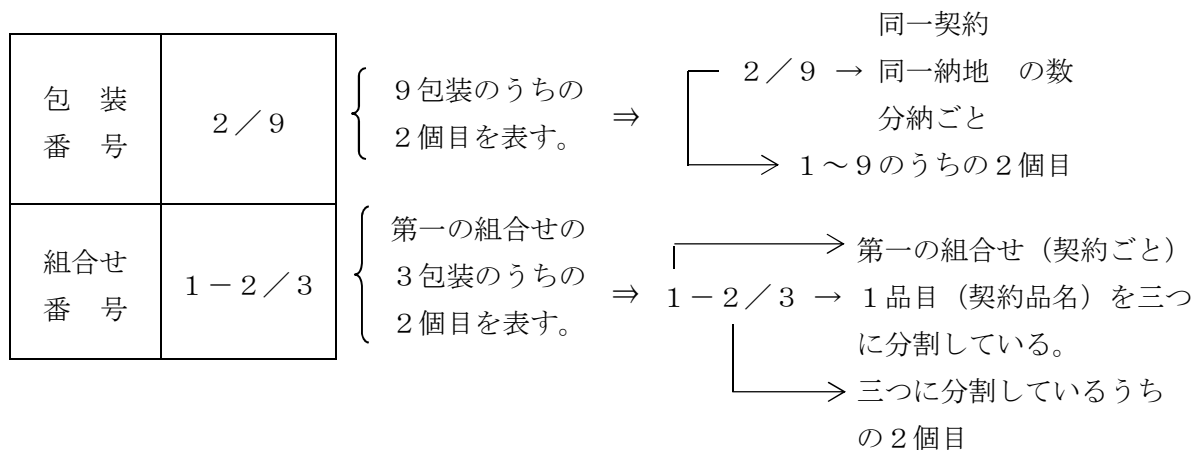 包　装
番　号
２／９
９包装のうちの
２個目を表す。
⇒
同一契約
２／９ → 同一納地　の数
分納ごと
１～９のうちの２個目
組合せ
番　号
１－２／３
第一の組合せの
３包装のうちの
２個目を表す。
⇒
第一の組合せ（契約ごと）
１－２／３ → １品目（契約品名）を三つ
に分割している。
三つに分割しているうち
の２個目